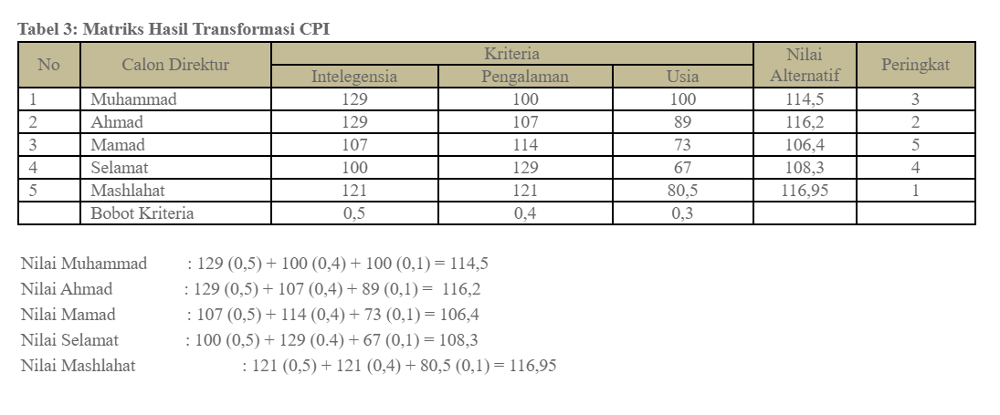 Tabel 3: Matriks Hasil Transformasi CPI
No Calon Direktur Kriteria Nilai Alternatif Peringkat
Intelegensia Pengalaman Usia
1 Muhammad 129 100 100 114,5 3
2 Ahmad 129 107 89 116,2 2
3 Mamad 107 114 73 106,4 5
4 Selamat 100 129 67 108,3 4
5 Mashlahat 121 121 80,5 116,95 1
Bobot Kriteria 0,5 0,4 0,3
Nilai Muhammad : 129 (0,5) + 100 (0,4) + 100 (0,1) = 114,5
Nilai Ahmad : 129 (0,5) + 107 (0,4) + 89 (0,1) = 116,2
Nilai Mamad : 107 (0,5) + 114 (0,4) + 73 (0,1) = 106,4
Nilai Selamat : 100 (0,5) + 129 (0.4) + 67 (0,1) = 108,3
Nilai Mashlahat : 121 (0,5) + 121 (0,4) + 80,5 (0,1) = 116,95